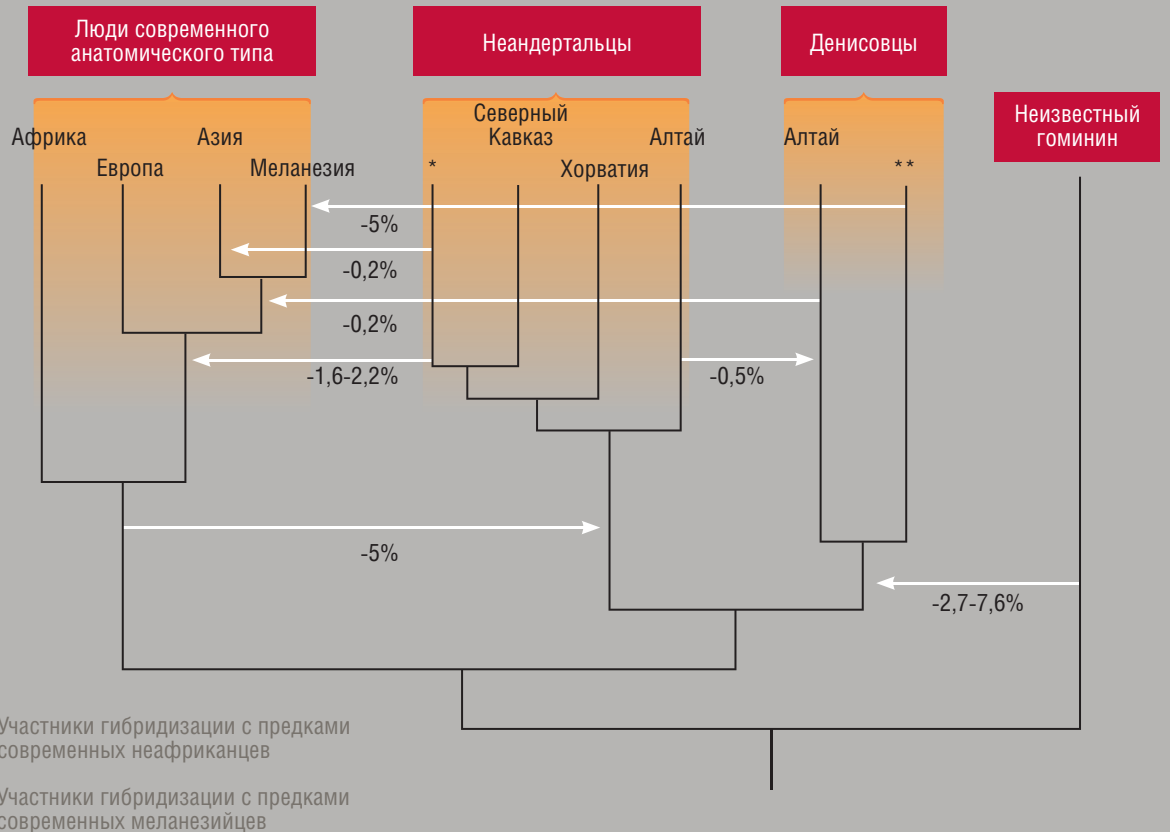 Люди современного
анатомического типа
Неандертальцы
Денисовцы
Неизвестный
гоминин
Африка
Европа
Азия
Меланезия
*
Северный
Кавказ
Хорватия
Алтай
Алтай
**
-5%
-0,2%
-0,2%
-1,6-2,2%
-0,5%
-5%
-2,7-7,6%
Участники гибридизации с предками
современных неафриканцев
Участники гибридизации с предками
современных меланезийцев